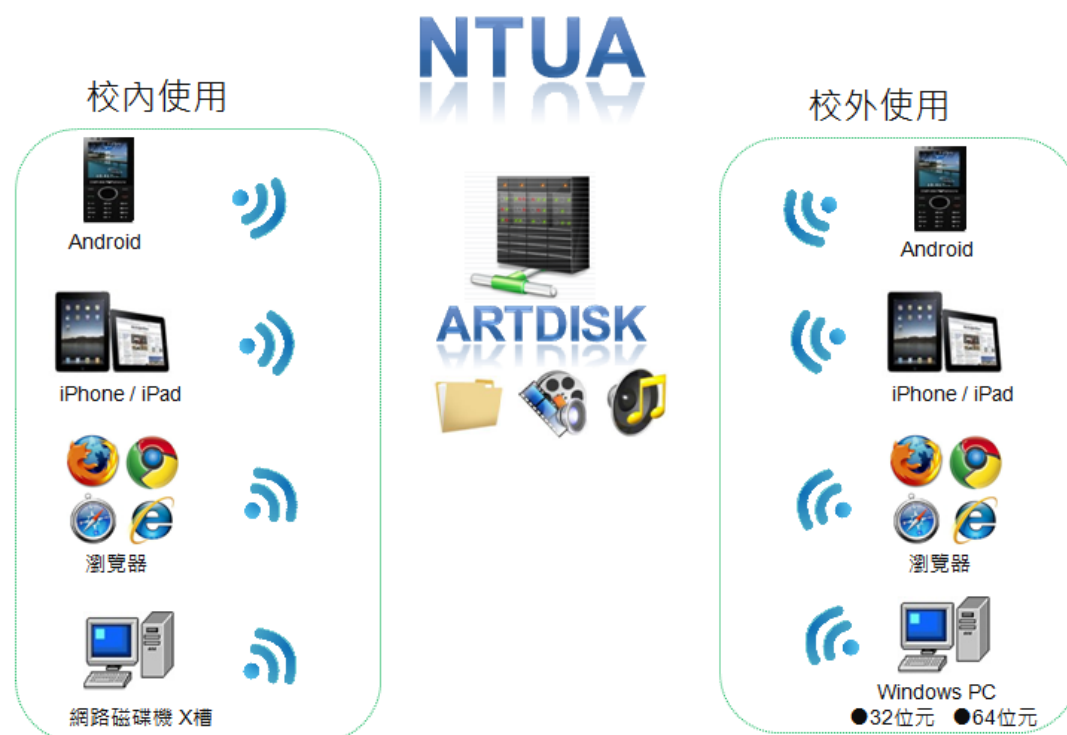 NTUA
校內使用
Android
iPhone / iPad
瀏覽器
網路磁碟機 X槽
ARTDISK
校外使用
Android
iPhone / iPad
瀏覽器
Windows PC
●32位元 ●64位元